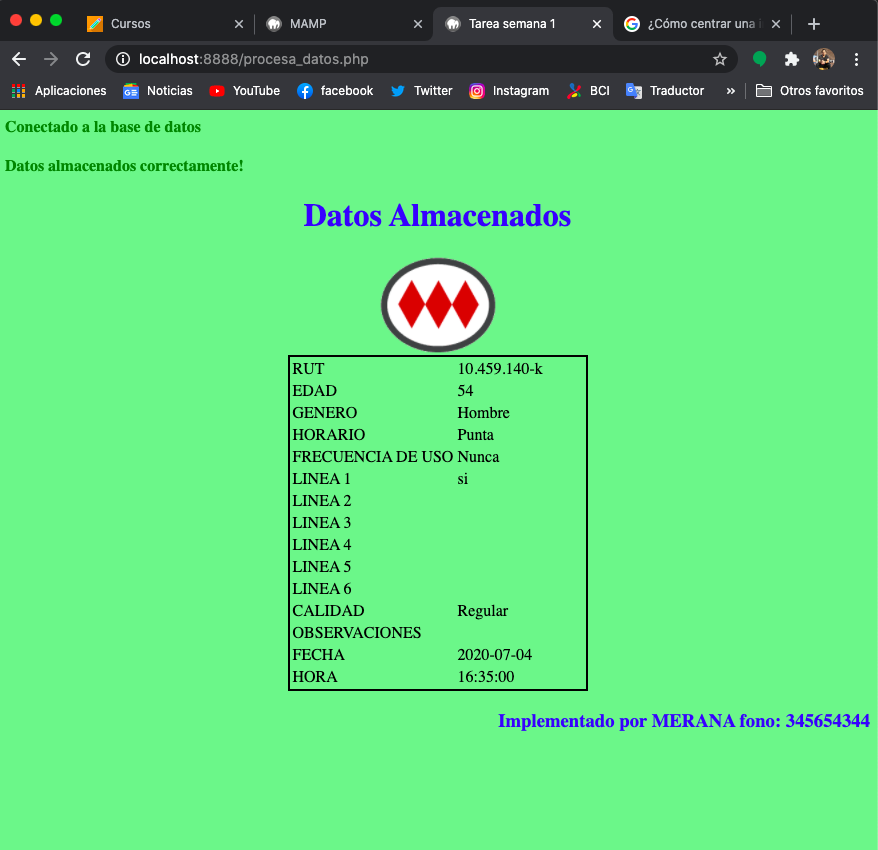 Cursos
MAMP
Tarea semana 1
¿Cómo centrar una i
localhost:8888/procesa_datos.php
Aplicaciones
Noticias
YouTube
facebook
Twitter
Instagram
BCI
Traductor
»
Otros favoritos
Conectado a la base de datos
Datos almacenados correctamente!
Datos Almacenados
RUT 10.459.140-k
EDAD 54
GENERO Hombre
HORARIO Punta
FRECUENCIA DE USO Nunca
LINEA 1 si
LINEA 2
LINEA 3
LINEA 4
LINEA 5
LINEA 6
CALIDAD Regular
OBSERVACIONES
FECHA 2020-07-04
HORA 16:35:00
Implementado por MERANA fono: 345654344